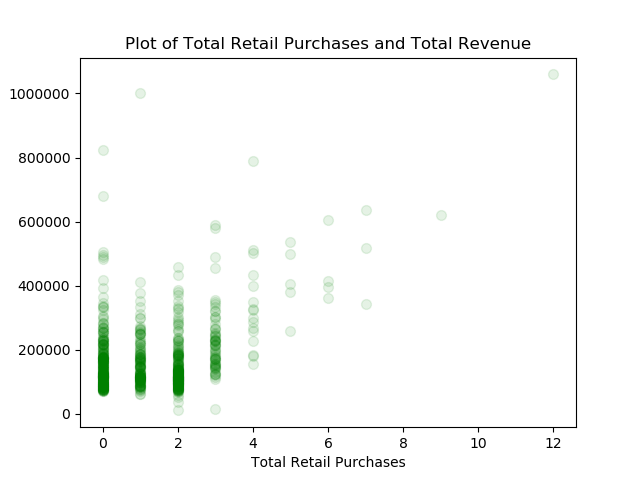 Plot of Total Retail Purchases and Total Revenue
1000000
800000
600000
400000
200000
0
0 2 4 6 8 10 12
Total Retail Purchases